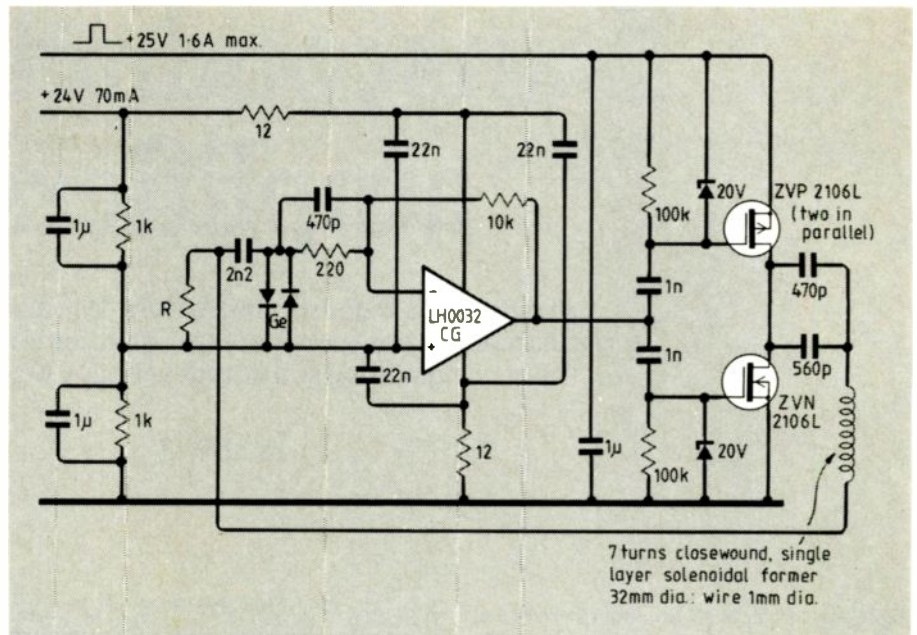 +25V 1·6A max.
+24V 70mA
12
22n
22n
1μ
1k
470p
10k
100k
20V
ZVP 2106L
(two in
parallel)
2n2
220
R
Ge
-
+
LH0032
CG
1n
1n
470p
560p
22n
ZVN
2106L
1μ
1k
12
1μ
100k
20V
7 turns closewound, single
layer solenoidal former
32mm dia.: wire 1mm dia.